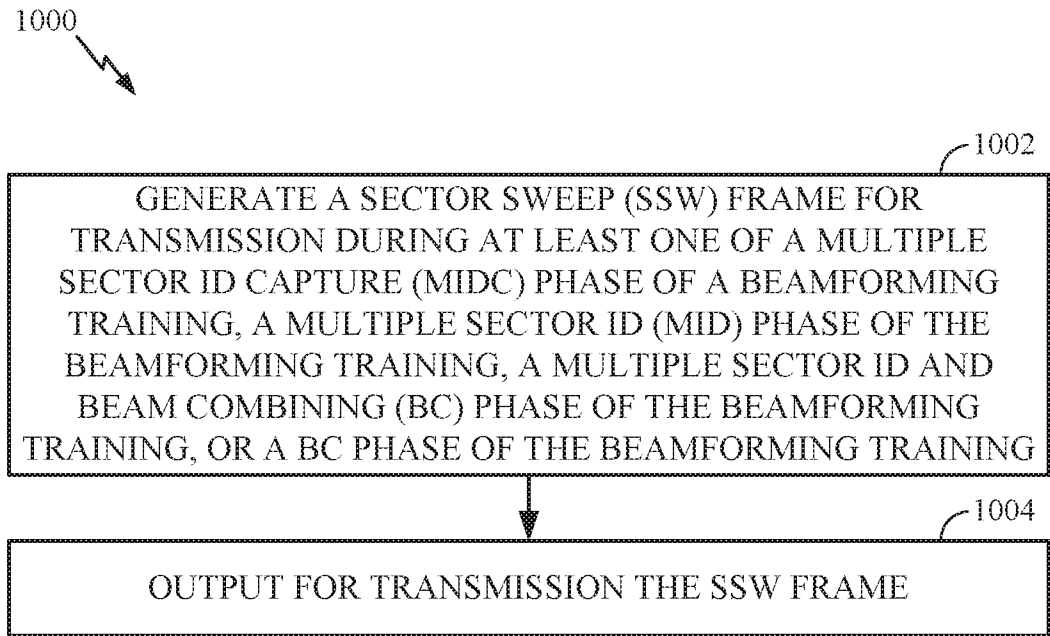 1000
1002
GENERATE A SECTOR SWEEP (SSW) FRAME FOR
TRANSMISSION DURING AT LEAST ONE OF A MULTIPLE
SECTOR ID CAPTURE (MIDC) PHASE OF A BEAMFORMING
TRAINING, A MULTIPLE SECTOR ID (MID) PHASE OF THE
BEAMFORMING TRAINING, A MULTIPLE SECTOR ID AND
BEAM COMBINING (BC) PHASE OF THE BEAMFORMING
TRAINING, OR A BC PHASE OF THE BEAMFORMING TRAINING
1004
OUTPUT FOR TRANSMISSION THE SSW FRAME